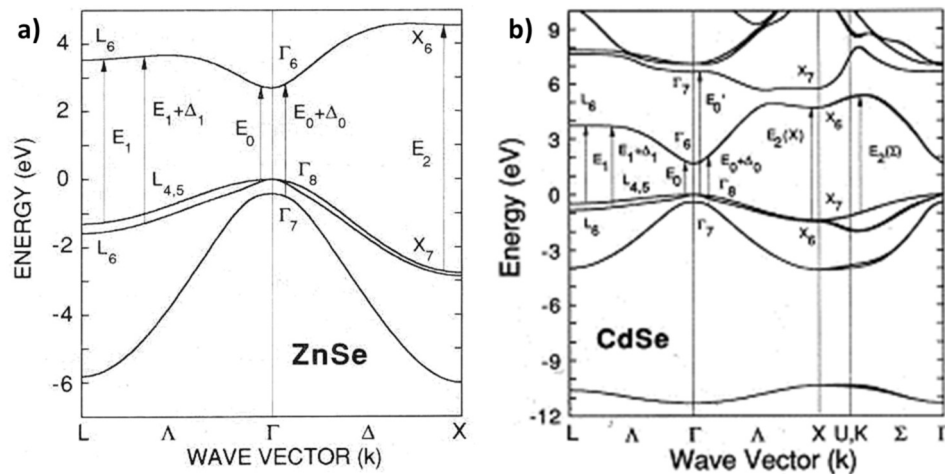 a)
ENERGY (eV)
4
2
0
-2
-4
-6
L₆
E₁
E₁+Δ₁
L₄,₅
L₆
Γ₆
E₀
E₀+Δ₀
Γ₈
Γ₇
X₆
E₂
X₇
ZnSe
L Λ Γ Δ X
WAVE VECTOR (k)
b)
Energy (eV)
9
6
3
0
-3
-6
-9
-12
L₆
E₁
E₁+Δ₁
L₄,₅
L₆
Γ₇
E₀'
Γ₆
E₀
E₀+Δ₀
Γ₈
Γ₇
X₇
X₆
E₂(X)
E₂(Σ)
X₇
X₆
CdSe
L Λ Γ Λ X U,K Σ Γ
Wave Vector (k)